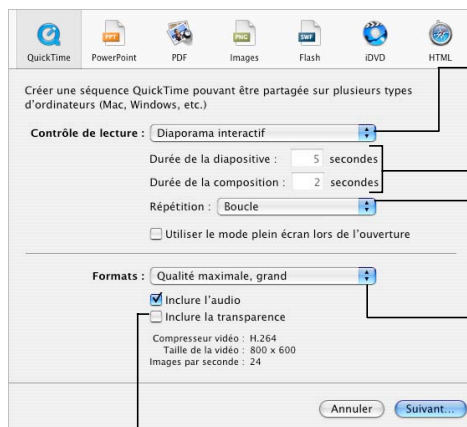 PPT PNG SWF
QuickTime PowerPoint PDF Images Flash iDVD HTML
Créer une séquence QuickTime pouvant être partagée sur plusieurs types
d'ordinateurs (Mac, Windows, etc.)
Contrôle de lecture : Diaporama interactif
Durée de la diapositive : 5 secondes
Durée de la composition : 2 secondes
Répétition : Boucle
Utiliser le mode plein écran lors de l'ouverture
Formats : Qualité maximale, grand
Inclure l'audio
Inclure la transparence
Compresseur vidéo : H.264
Taille de la vidéo : 800 x 600
Images par seconde : 24
Annuler Suivant...